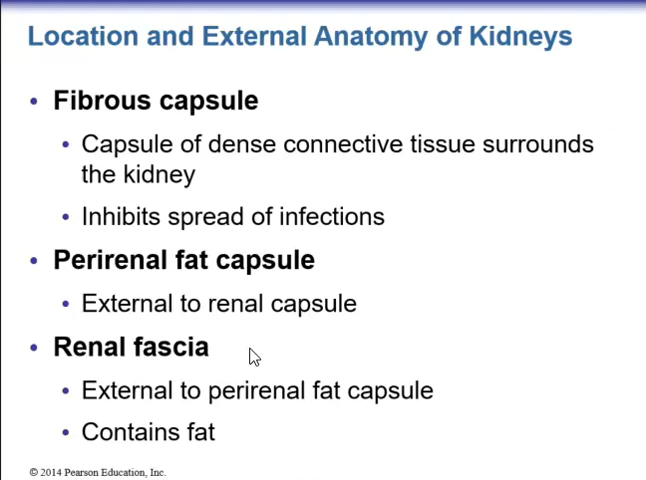 Location and External Anatomy of Kidneys
• Fibrous capsule
• Capsule of dense connective tissue surrounds
the kidney
• Inhibits spread of infections
• Perirenal fat capsule
• External to renal capsule
• Renal fascia
• External to perirenal fat capsule
• Contains fat
© 2014 Pearson Education, Inc.